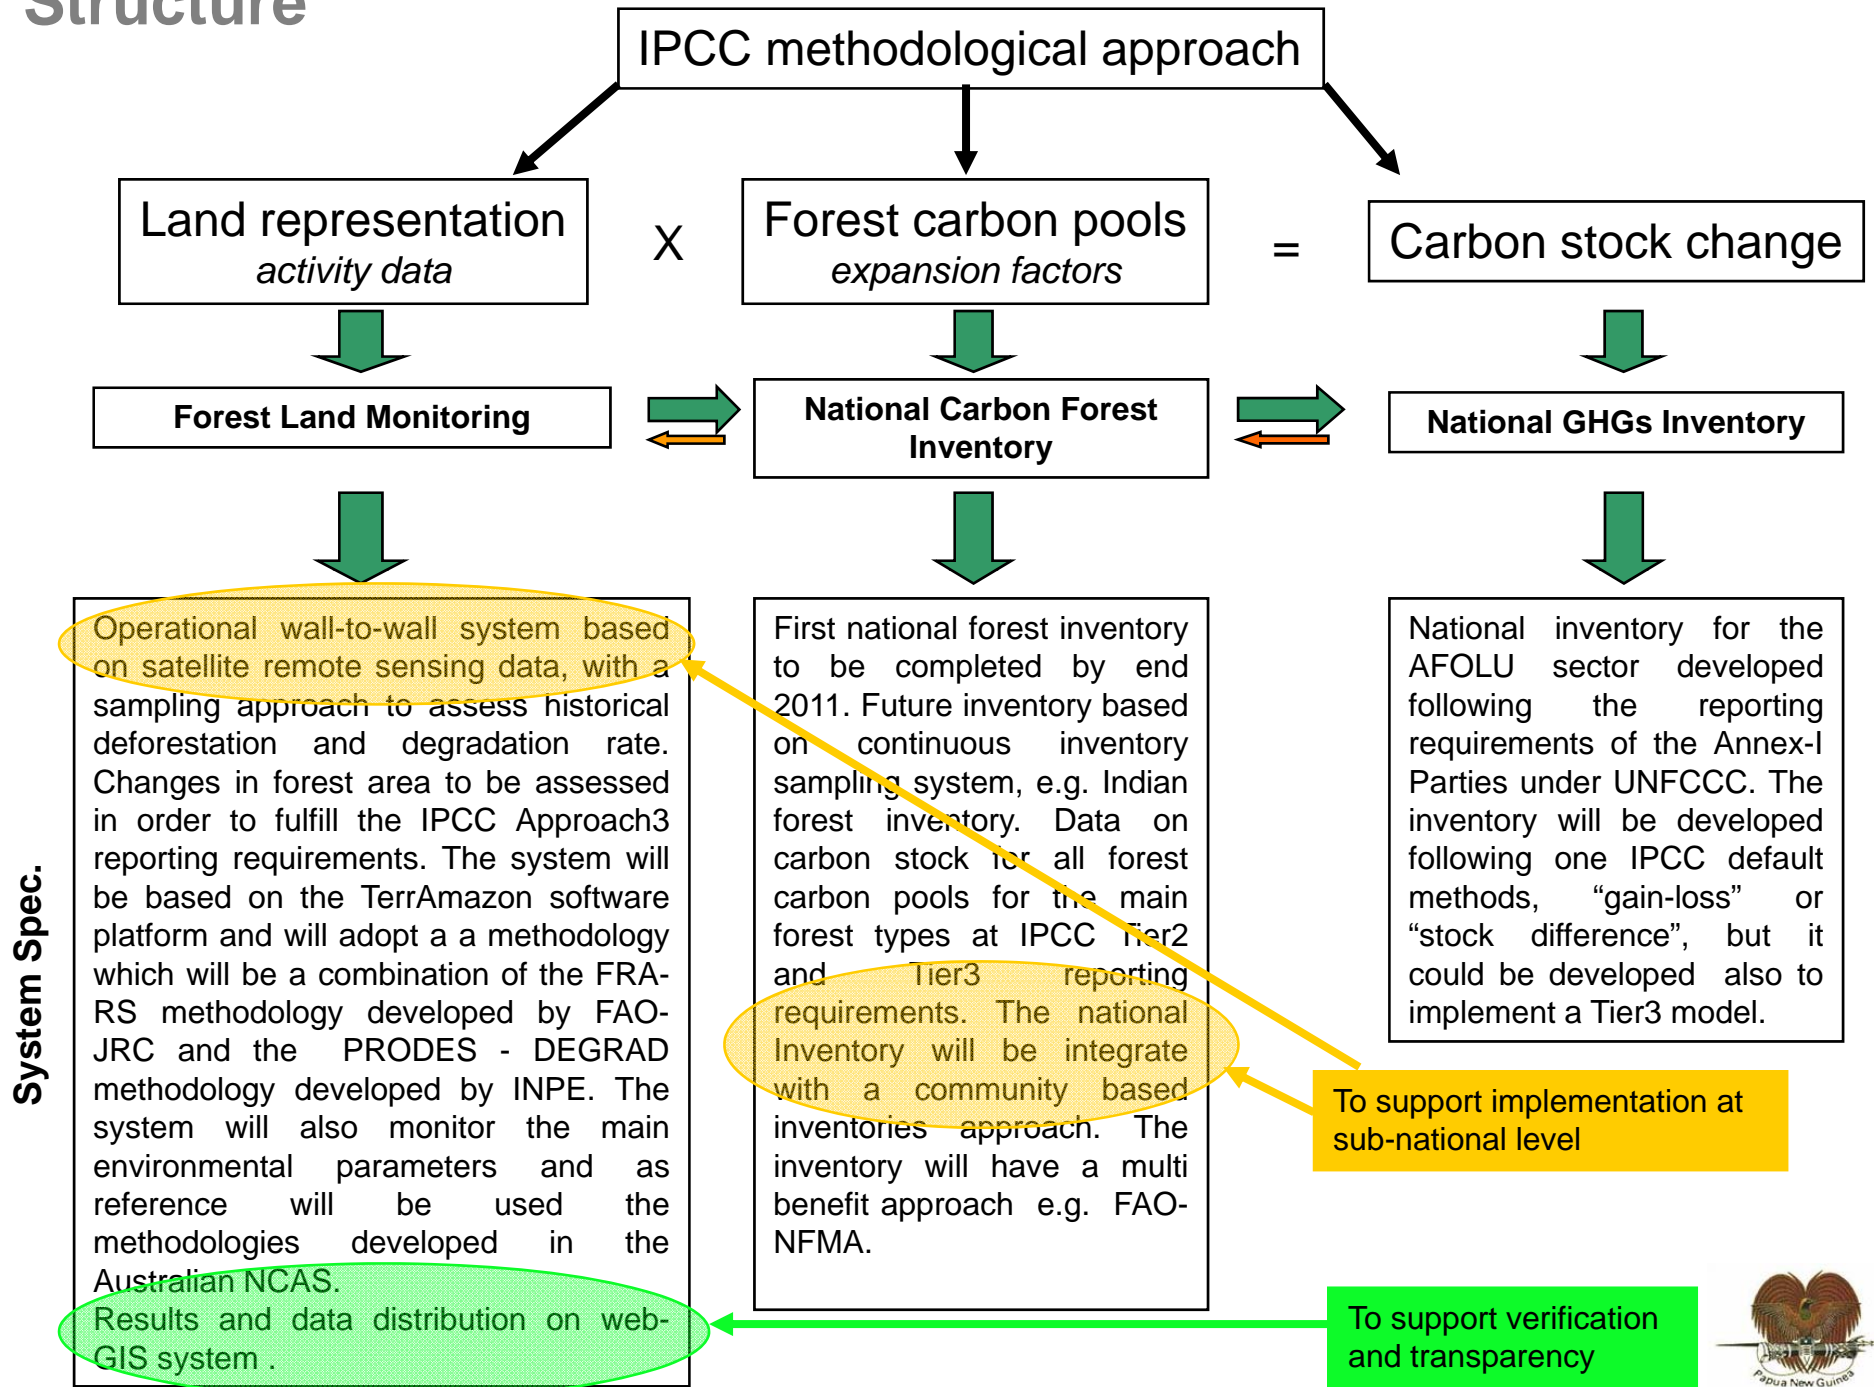 Structure
IPCC methodological approach
Land representation
activity data
X
Forest carbon pools
expansion factors
=
Carbon stock change
Forest Land Monitoring
National Carbon Forest
Inventory
National GHGs Inventory
System Spec.
Operational wall-to-wall system based
on satellite remote sensing data, with a
sampling approach to assess historical
deforestation and degradation rate.
Changes in forest area to be assessed
in order to fulfill the IPCC Approach3
reporting requirements. The system will
be based on the TerrAmazon software
platform and will adopt a a methodology
which will be a combination of the FRA-
RS methodology developed by FAO-
JRC and the PRODES - DEGRAD
methodology developed by INPE. The
system will also monitor the main
environmental parameters and as
reference will be used the
methodologies developed in the
Australian NCAS.
Results and data distribution on web-
GIS system .
First national forest inventory
to be completed by end
2011. Future inventory based
on continuous inventory
sampling system, e.g. Indian
forest inventory. Data on
carbon stock for all forest
carbon pools for the main
forest types at IPCC Tier2
and Tier3 reporting
requirements. The national
Inventory will be integrate
with a community based
inventories approach. The
inventory will have a multi
benefit approach e.g. FAO-
NFMA.
National inventory for the
AFOLU sector developed
following the reporting
requirements of the Annex-I
Parties under UNFCCC. The
inventory will be developed
following one IPCC default
methods, “gain-loss” or
“stock difference”, but it
could be developed also to
implement a Tier3 model.
To support implementation at
sub-national level
To support verification
and transparency
Papua New Guinea